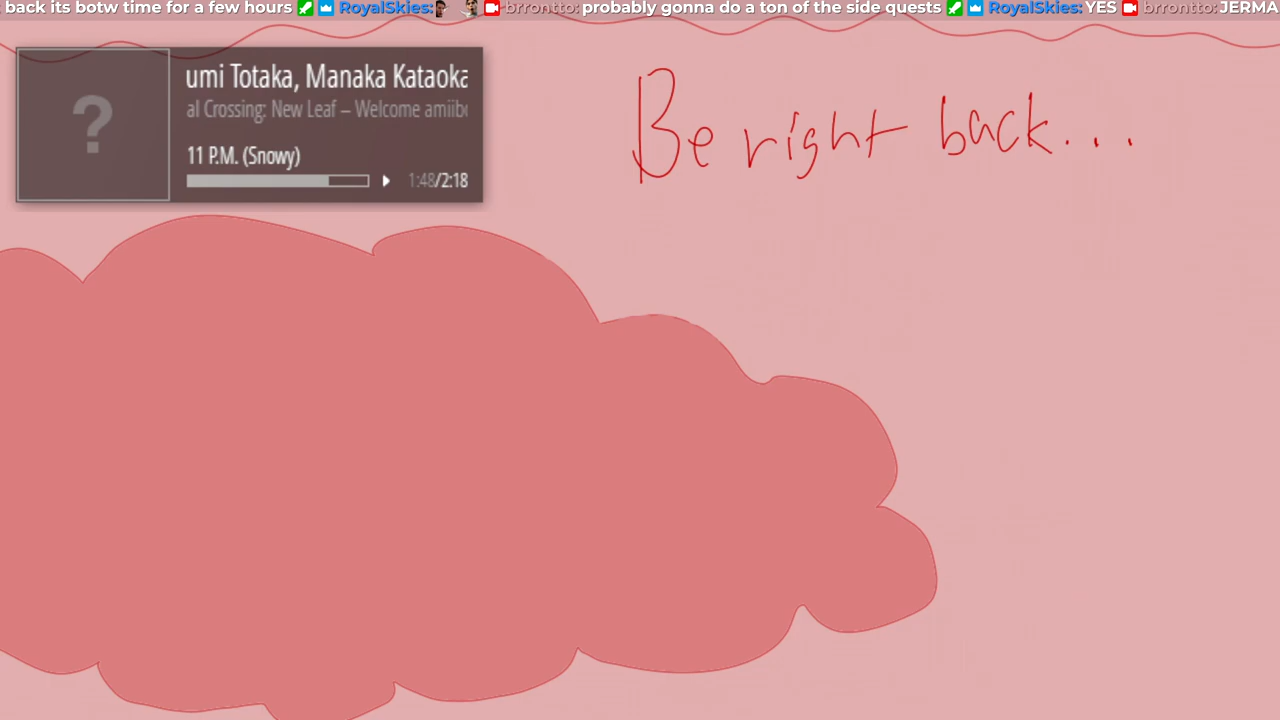 back its botw time for a few hours RoyalSkies: brrontto: probably gonna do a ton of the side quests RoyalSkies: YES brrontto: JERMA
umi Totaka, Manaka Kataoka
al Crossing: New Leaf – Welcome amiibo
?
11 P.M. (Snowy)
1:48/2:18
Be right back...